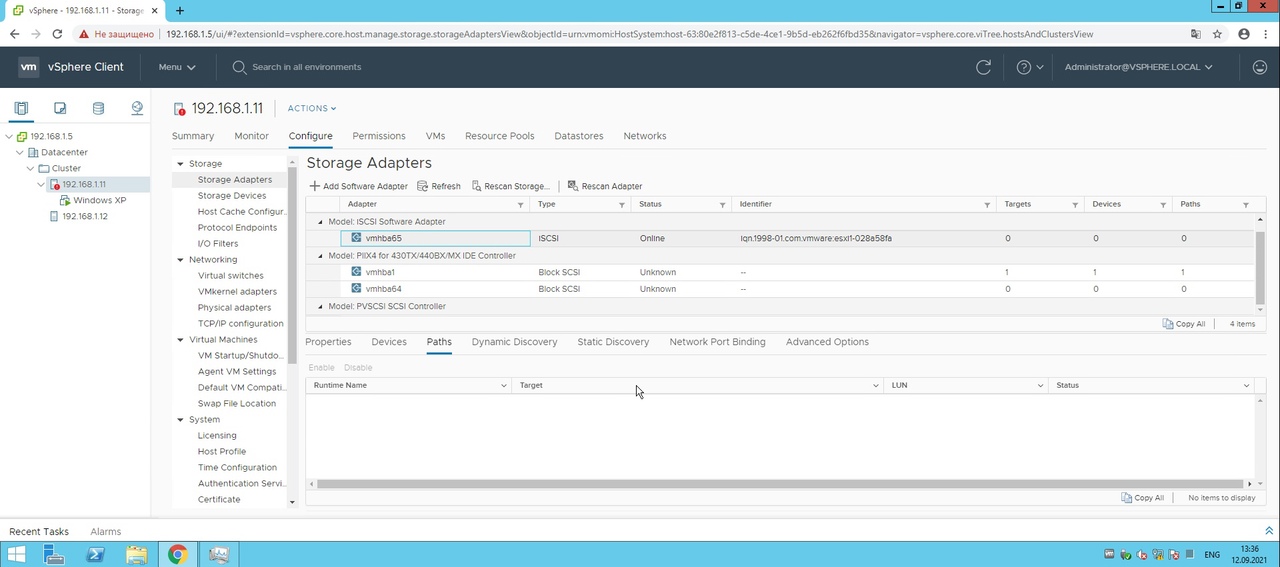 vSphere - 192.168.1.11 - Storag
Не защищено 192.168.1.5/ui/#?extensionId=vsphere.core.host.manage.storage.storageAdaptersView&objectId=urn:vmomi:HostSystem:host-63:80e2f813-c5de-4ce1-9b5d-eb262f6fbd35&navigator=vsphere.core.viTree.hostsAndClustersView
vm vSphere Client Menu Search in all environments Administrator@VSPHERE.LOCAL
192.168.1.11 ACTIONS
Summary Monitor Configure Permissions VMs Resource Pools Datastores Networks
192.168.1.5
Datacenter
Cluster
192.168.1.11
Windows XP
192.168.1.12
Storage
Storage Adapters
Storage Devices
Host Cache Configur...
Protocol Endpoints
I/O Filters
Networking
Virtual switches
VMkernel adapters
Physical adapters
TCP/IP configuration
Virtual Machines
VM Startup/Shutdo...
Agent VM Settings
Default VM Compati...
Swap File Location
System
Licensing
Host Profile
Time Configuration
Authentication Servi...
Certificate
Storage Adapters
Add Software Adapter Refresh Rescan Storage... Rescan Adapter
Adapter Type Status Identifier Targets Devices Paths
Model: iSCSI Software Adapter
vmhba65 iSCSI Online iqn.1998-01.com.vmware:esxi1-028a58fa 0 0 0
Model: PIIX4 for 430TX/440BX/MX IDE Controller
vmhba1 Block SCSI Unknown -- 1 1 1
vmhba64 Block SCSI Unknown -- 0 0 0
Model: PVSCSI SCSI Controller
Copy All 4 items
Properties Devices Paths Dynamic Discovery Static Discovery Network Port Binding Advanced Options
Enable Disable
Runtime Name Target LUN Status
Copy All No items to display
Recent Tasks Alarms
ENG 13:36
12.09.2021